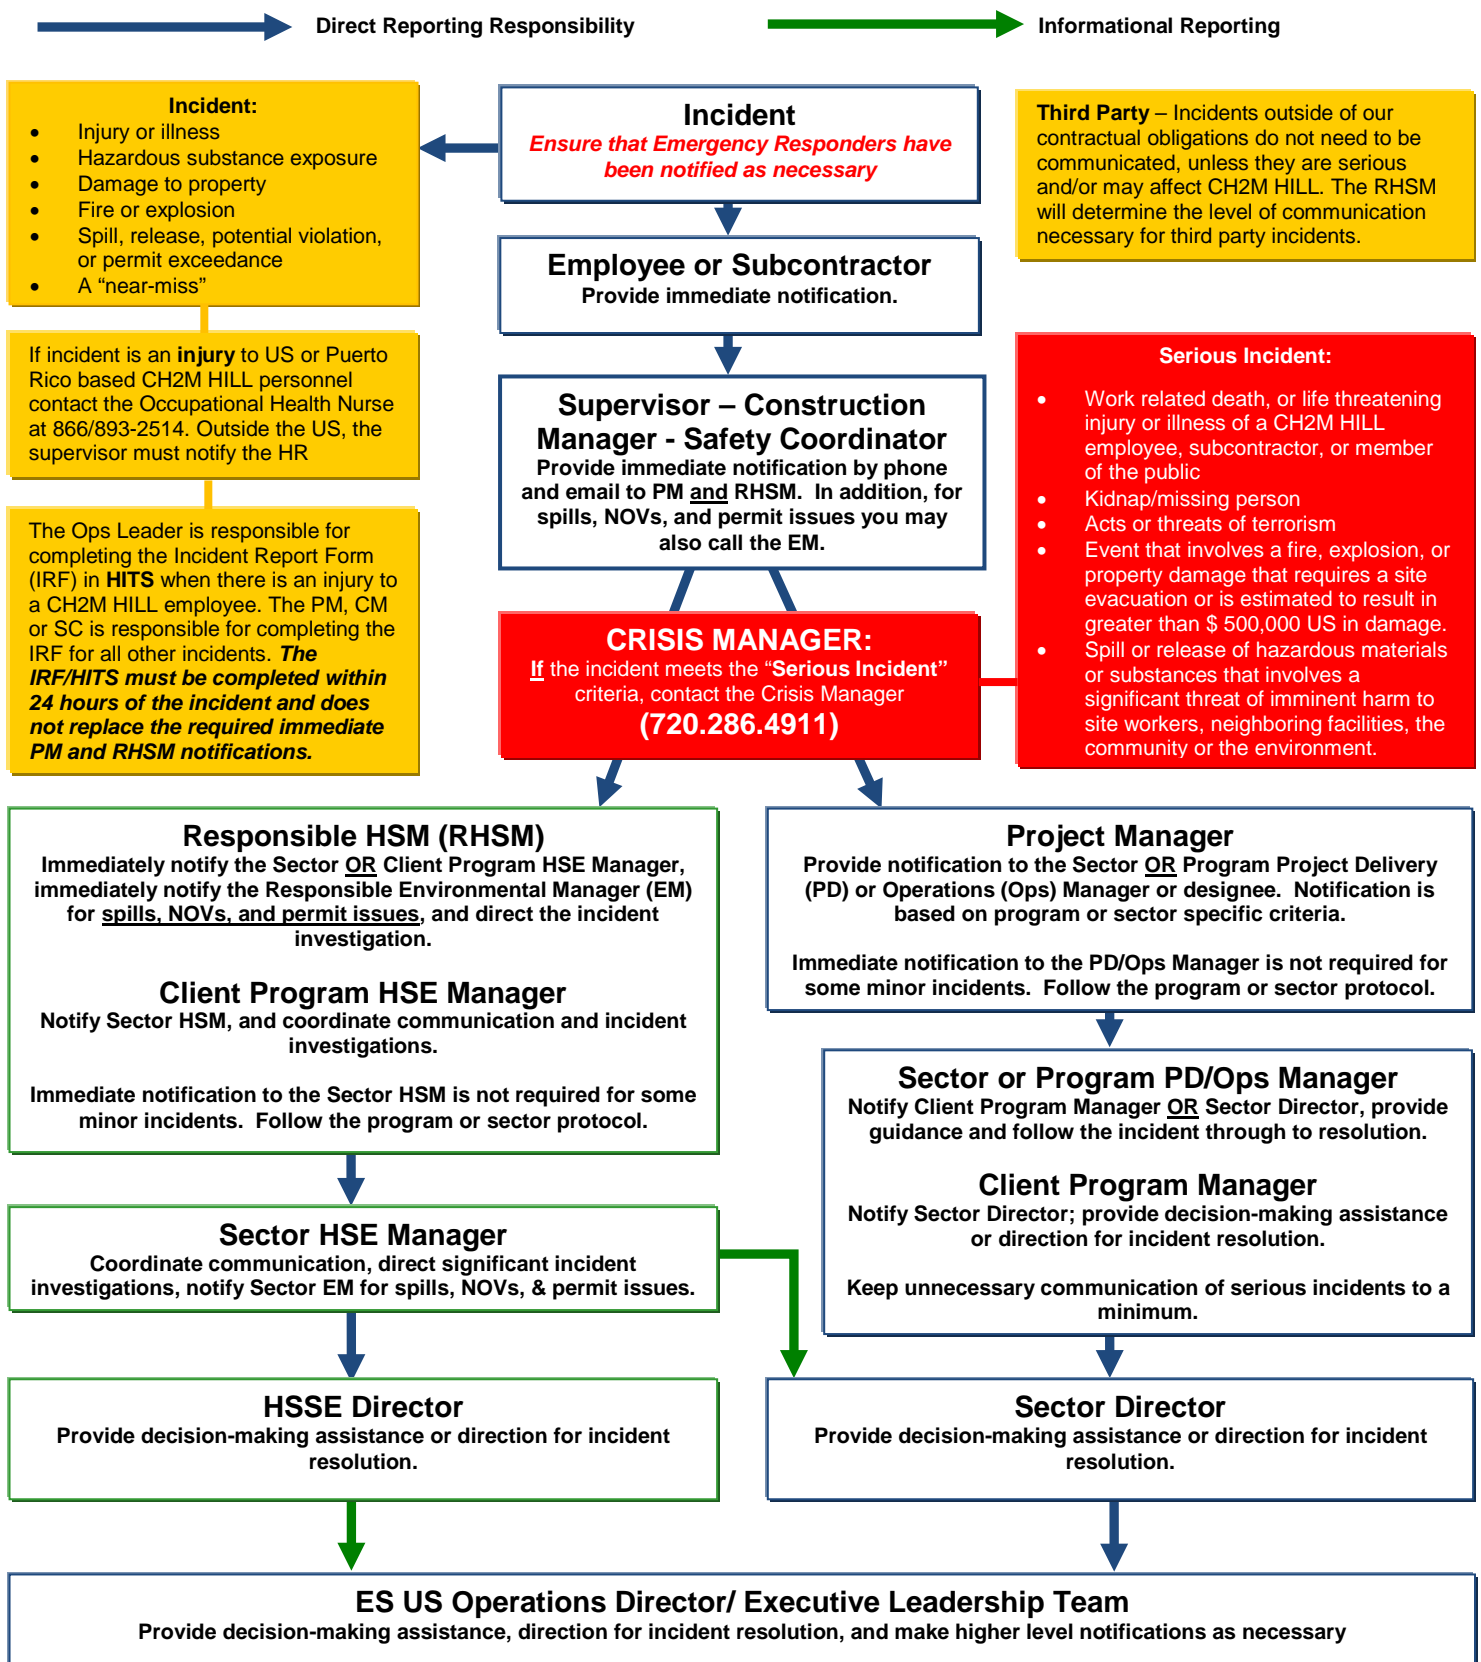 Direct Reporting Responsibility
Informational Reporting
Incident:
• Injury or illness
• Hazardous substance exposure
• Damage to property
• Fire or explosion
• Spill, release, potential violation,
or permit exceedance
• A “near-miss”
Incident
Ensure that Emergency Responders have
been notified as necessary
Third Party – Incidents outside of our
contractual obligations do not need to be
communicated, unless they are serious
and/or may affect CH2M HILL. The RHSM
will determine the level of communication
necessary for third party incidents.
Employee or Subcontractor
Provide immediate notification.
If incident is an injury to US or Puerto
Rico based CH2M HILL personnel
contact the Occupational Health Nurse
at 866/893-2514. Outside the US, the
supervisor must notify the HR
Supervisor – Construction
Manager - Safety Coordinator
Provide immediate notification by phone
and email to PM and RHSM. In addition, for
spills, NOVs, and permit issues you may
also call the EM.
Serious Incident:
• Work related death, or life threatening
injury or illness of a CH2M HILL
employee, subcontractor, or member
of the public
• Kidnap/missing person
• Acts or threats of terrorism
• Event that involves a fire, explosion, or
property damage that requires a site
evacuation or is estimated to result in
greater than $ 500,000 US in damage.
• Spill or release of hazardous materials
or substances that involves a
significant threat of imminent harm to
site workers, neighboring facilities, the
community or the environment.
The Ops Leader is responsible for
completing the Incident Report Form
(IRF) in HITS when there is an injury to
a CH2M HILL employee. The PM, CM
or SC is responsible for completing the
IRF for all other incidents. The
IRF/HITS must be completed within
24 hours of the incident and does
not replace the required immediate
PM and RHSM notifications.
CRISIS MANAGER:
If the incident meets the “Serious Incident”
criteria, contact the Crisis Manager
(720.286.4911)
Responsible HSM (RHSM)
Immediately notify the Sector OR Client Program HSE Manager,
immediately notify the Responsible Environmental Manager (EM)
for spills, NOVs, and permit issues, and direct the incident
investigation.
Client Program HSE Manager
Notify Sector HSM, and coordinate communication and incident
investigations.
Immediate notification to the Sector HSM is not required for some
minor incidents. Follow the program or sector protocol.
Project Manager
Provide notification to the Sector OR Program Project Delivery
(PD) or Operations (Ops) Manager or designee. Notification is
based on program or sector specific criteria.
Immediate notification to the PD/Ops Manager is not required for
some minor incidents. Follow the program or sector protocol.
Sector or Program PD/Ops Manager
Notify Client Program Manager OR Sector Director, provide
guidance and follow the incident through to resolution.
Client Program Manager
Notify Sector Director; provide decision-making assistance
or direction for incident resolution.
Keep unnecessary communication of serious incidents to a
minimum.
Sector HSE Manager
Coordinate communication, direct significant incident
investigations, notify Sector EM for spills, NOVs, & permit issues.
HSSE Director
Provide decision-making assistance or direction for incident
resolution.
Sector Director
Provide decision-making assistance or direction for incident
resolution.
ES US Operations Director/ Executive Leadership Team
Provide decision-making assistance, direction for incident resolution, and make higher level notifications as necessary